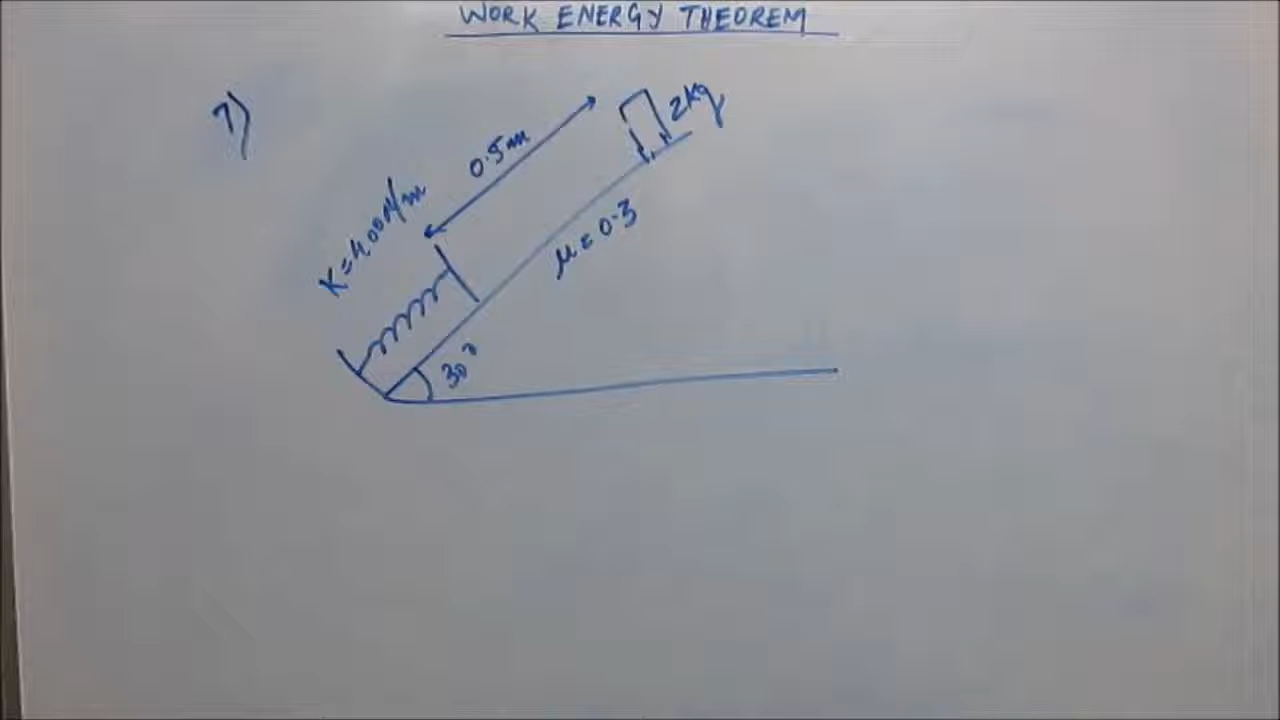 WORK ENERGY THEOREM
7)
2kg
0.5m
K=400N/m
μ=0.3
30°